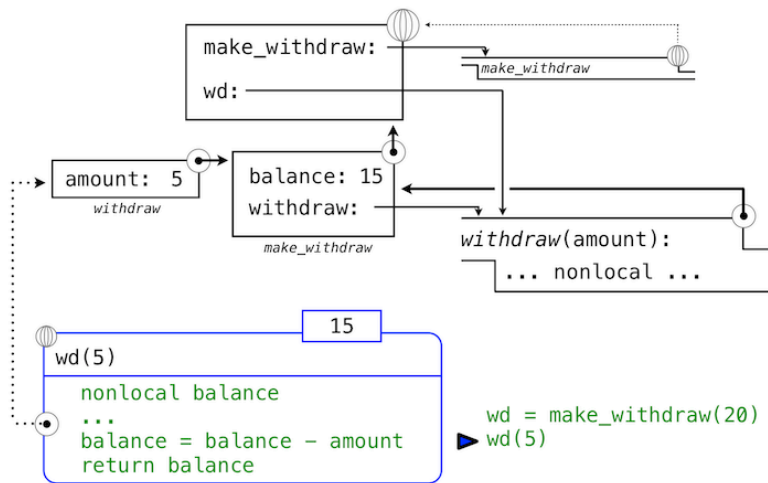 make_withdraw:
make_withdraw
wd:
amount: 5
withdraw
balance: 15
withdraw:
make_withdraw
withdraw(amount):
... nonlocal ...
15
wd(5)
nonlocal balance
...
balance = balance - amount
return balance
wd = make_withdraw(20)
wd(5)